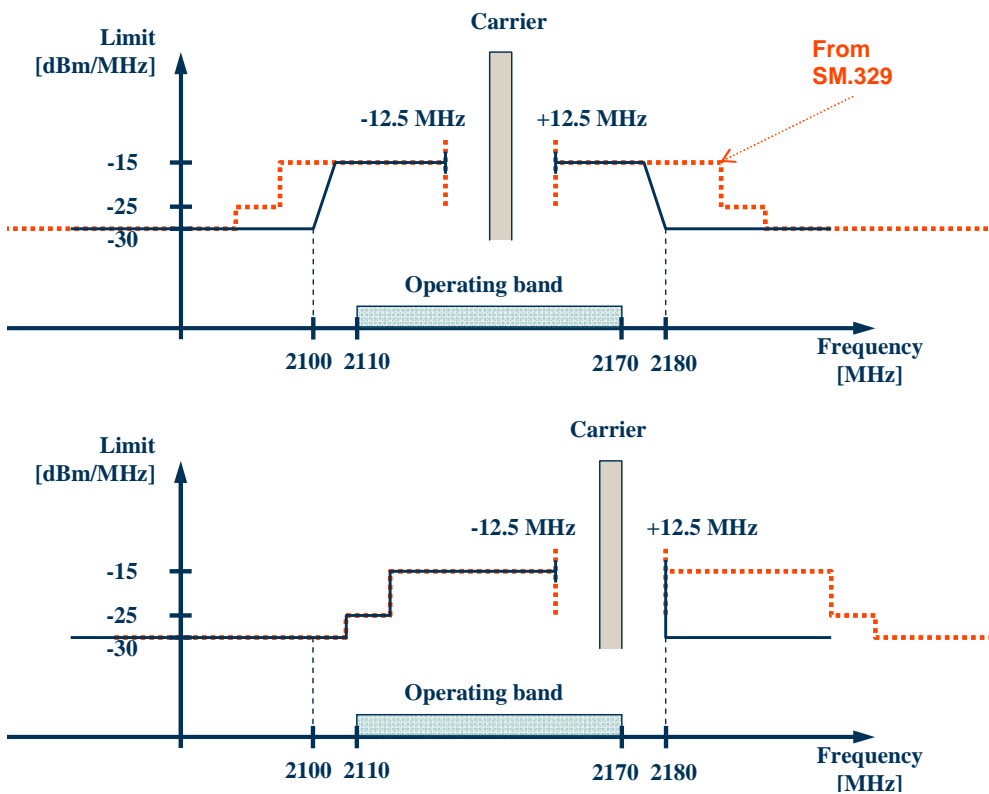 Carrier
Limit
[dBm/MHz]
From
SM.329
-12.5 MHz
+12.5 MHz
-15
-25
-30
Operating band
2100
2110
2170
2180
Frequency
[MHz]
Carrier
Limit
[dBm/MHz]
-12.5 MHz
+12.5 MHz
-15
-25
-30
Operating band
2100
2110
2170
2180
Frequency
[MHz]